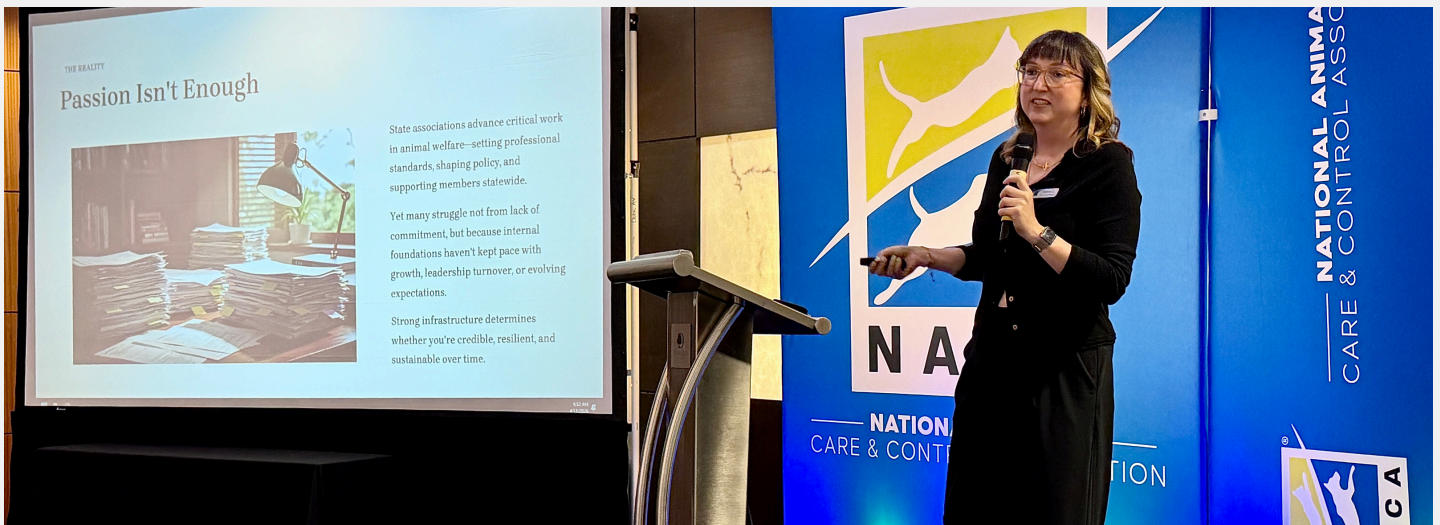 THE REALITY
Passion Isn't Enough
State associations advance critical work
in animal welfare—setting professional
standards, shaping policy, and
supporting members statewide.
Yet many struggle not from lack of
commitment, but because internal
foundations haven't kept pace with
growth, leadership turnover, or evolving
expectations.
Strong infrastructure determines
whether you're credible, resilient, and
sustainable over time.
NA
NATION
CARE & CONT
TION
NATIONAL ANIMA
CARE & CONTROL ASSO
®
CA